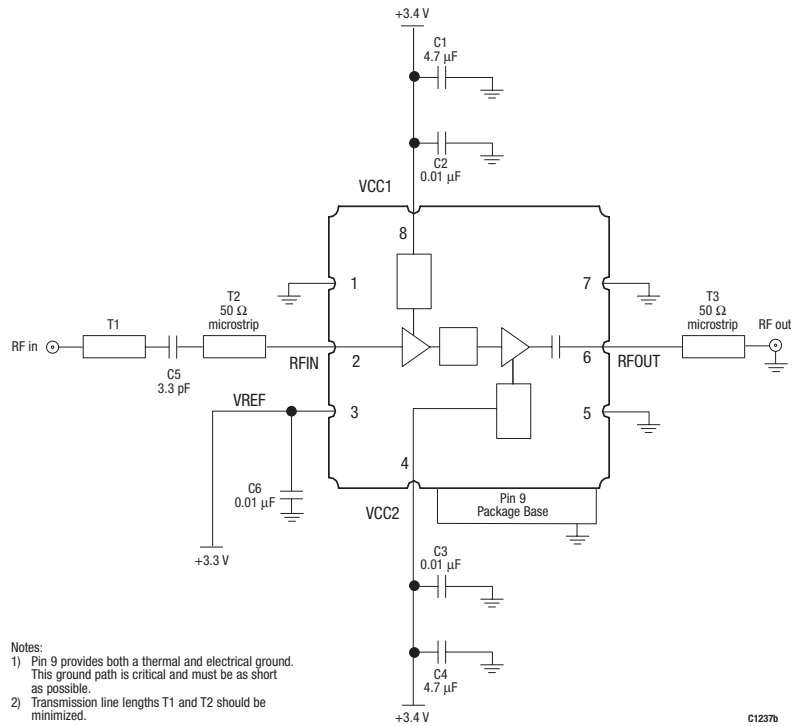 +3.4 V
C1
4.7 μF
C2
0.01 μF
VCC1
8
1
7
T2
50 Ω
microstrip
T3
50 Ω
microstrip
T1
RF in
RF out
C5
3.3 pF
RFIN
2
6
RFOUT
VREF
3
5
4
C6
0.01 μF
VCC2
Pin 9
Package Base
+3.3 V
C3
0.01 μF
C4
4.7 μF
+3.4 V
Notes:
1) Pin 9 provides both a thermal and electrical ground.
This ground path is critical and must be as short
as possible.
2) Transmission line lengths T1 and T2 should be
minimized.
C1237b